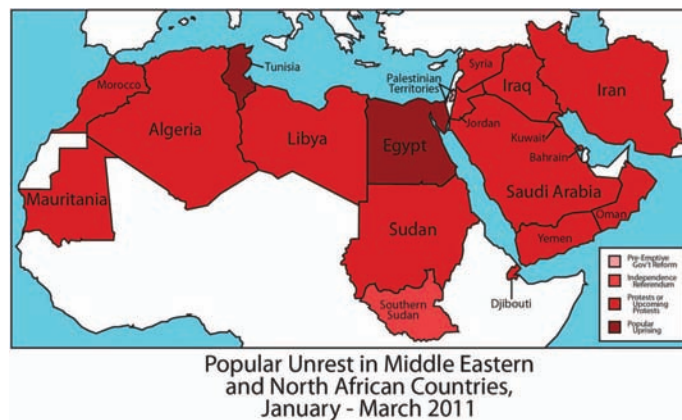 Morocco
Tunisia
Algeria
Libya
Egypt
Mauritania
Sudan
Southern
Sudan
Palestinian
Territories
Syria
Iraq
Iran
Jordan
Kuwait
Bahrain
Saudi Arabia
Oman
Yemen
Djibouti
Pre-Emptive
Gov't Reform
Independence
Referendum
Protests or
Upcoming
Protests
Popular
Uprising
Popular Unrest in Middle Eastern
and North African Countries,
January - March 2011